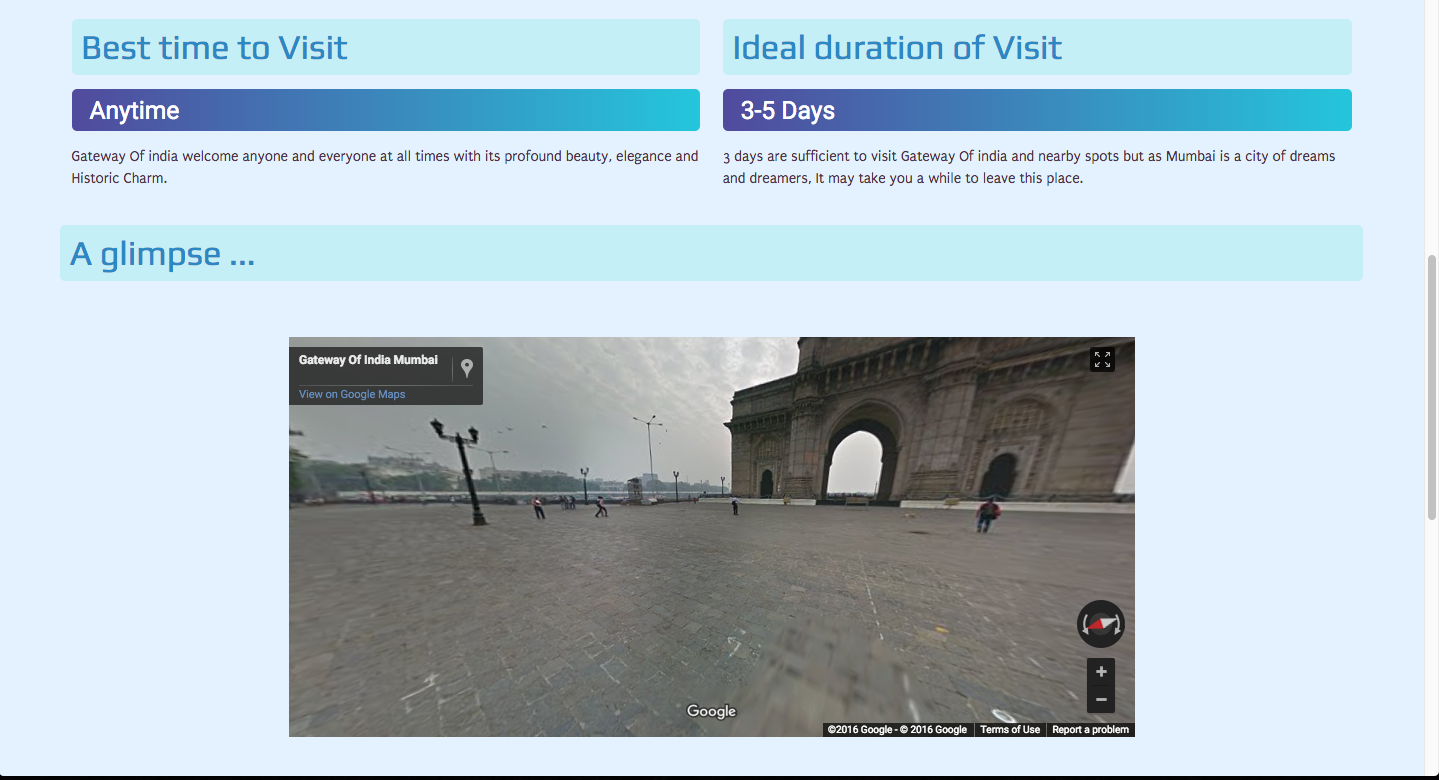 Best time to Visit
Anytime
Gateway Of india welcome anyone and everyone at all times with its profound beauty, elegance and
Historic Charm.
Ideal duration of Visit
3-5 Days
3 days are sufficient to visit Gateway Of india and nearby spots but as Mumbai is a city of dreams
and dreamers, It may take you a while to leave this place.
A glimpse ...
Gateway Of India Mumbai
View on Google Maps
Google
©2016 Google - © 2016 Google
Terms of Use
Report a problem